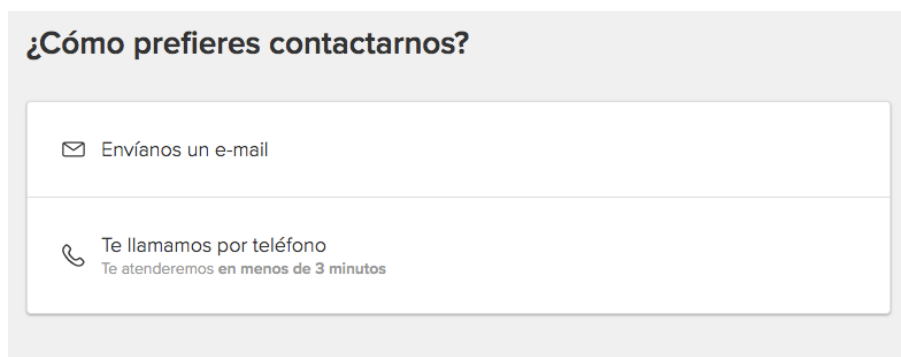 ¿Cómo prefieres contactarnos?
Envíanos un e-mail
Te llamamos por teléfono
Te atenderemos en menos de 3 minutos